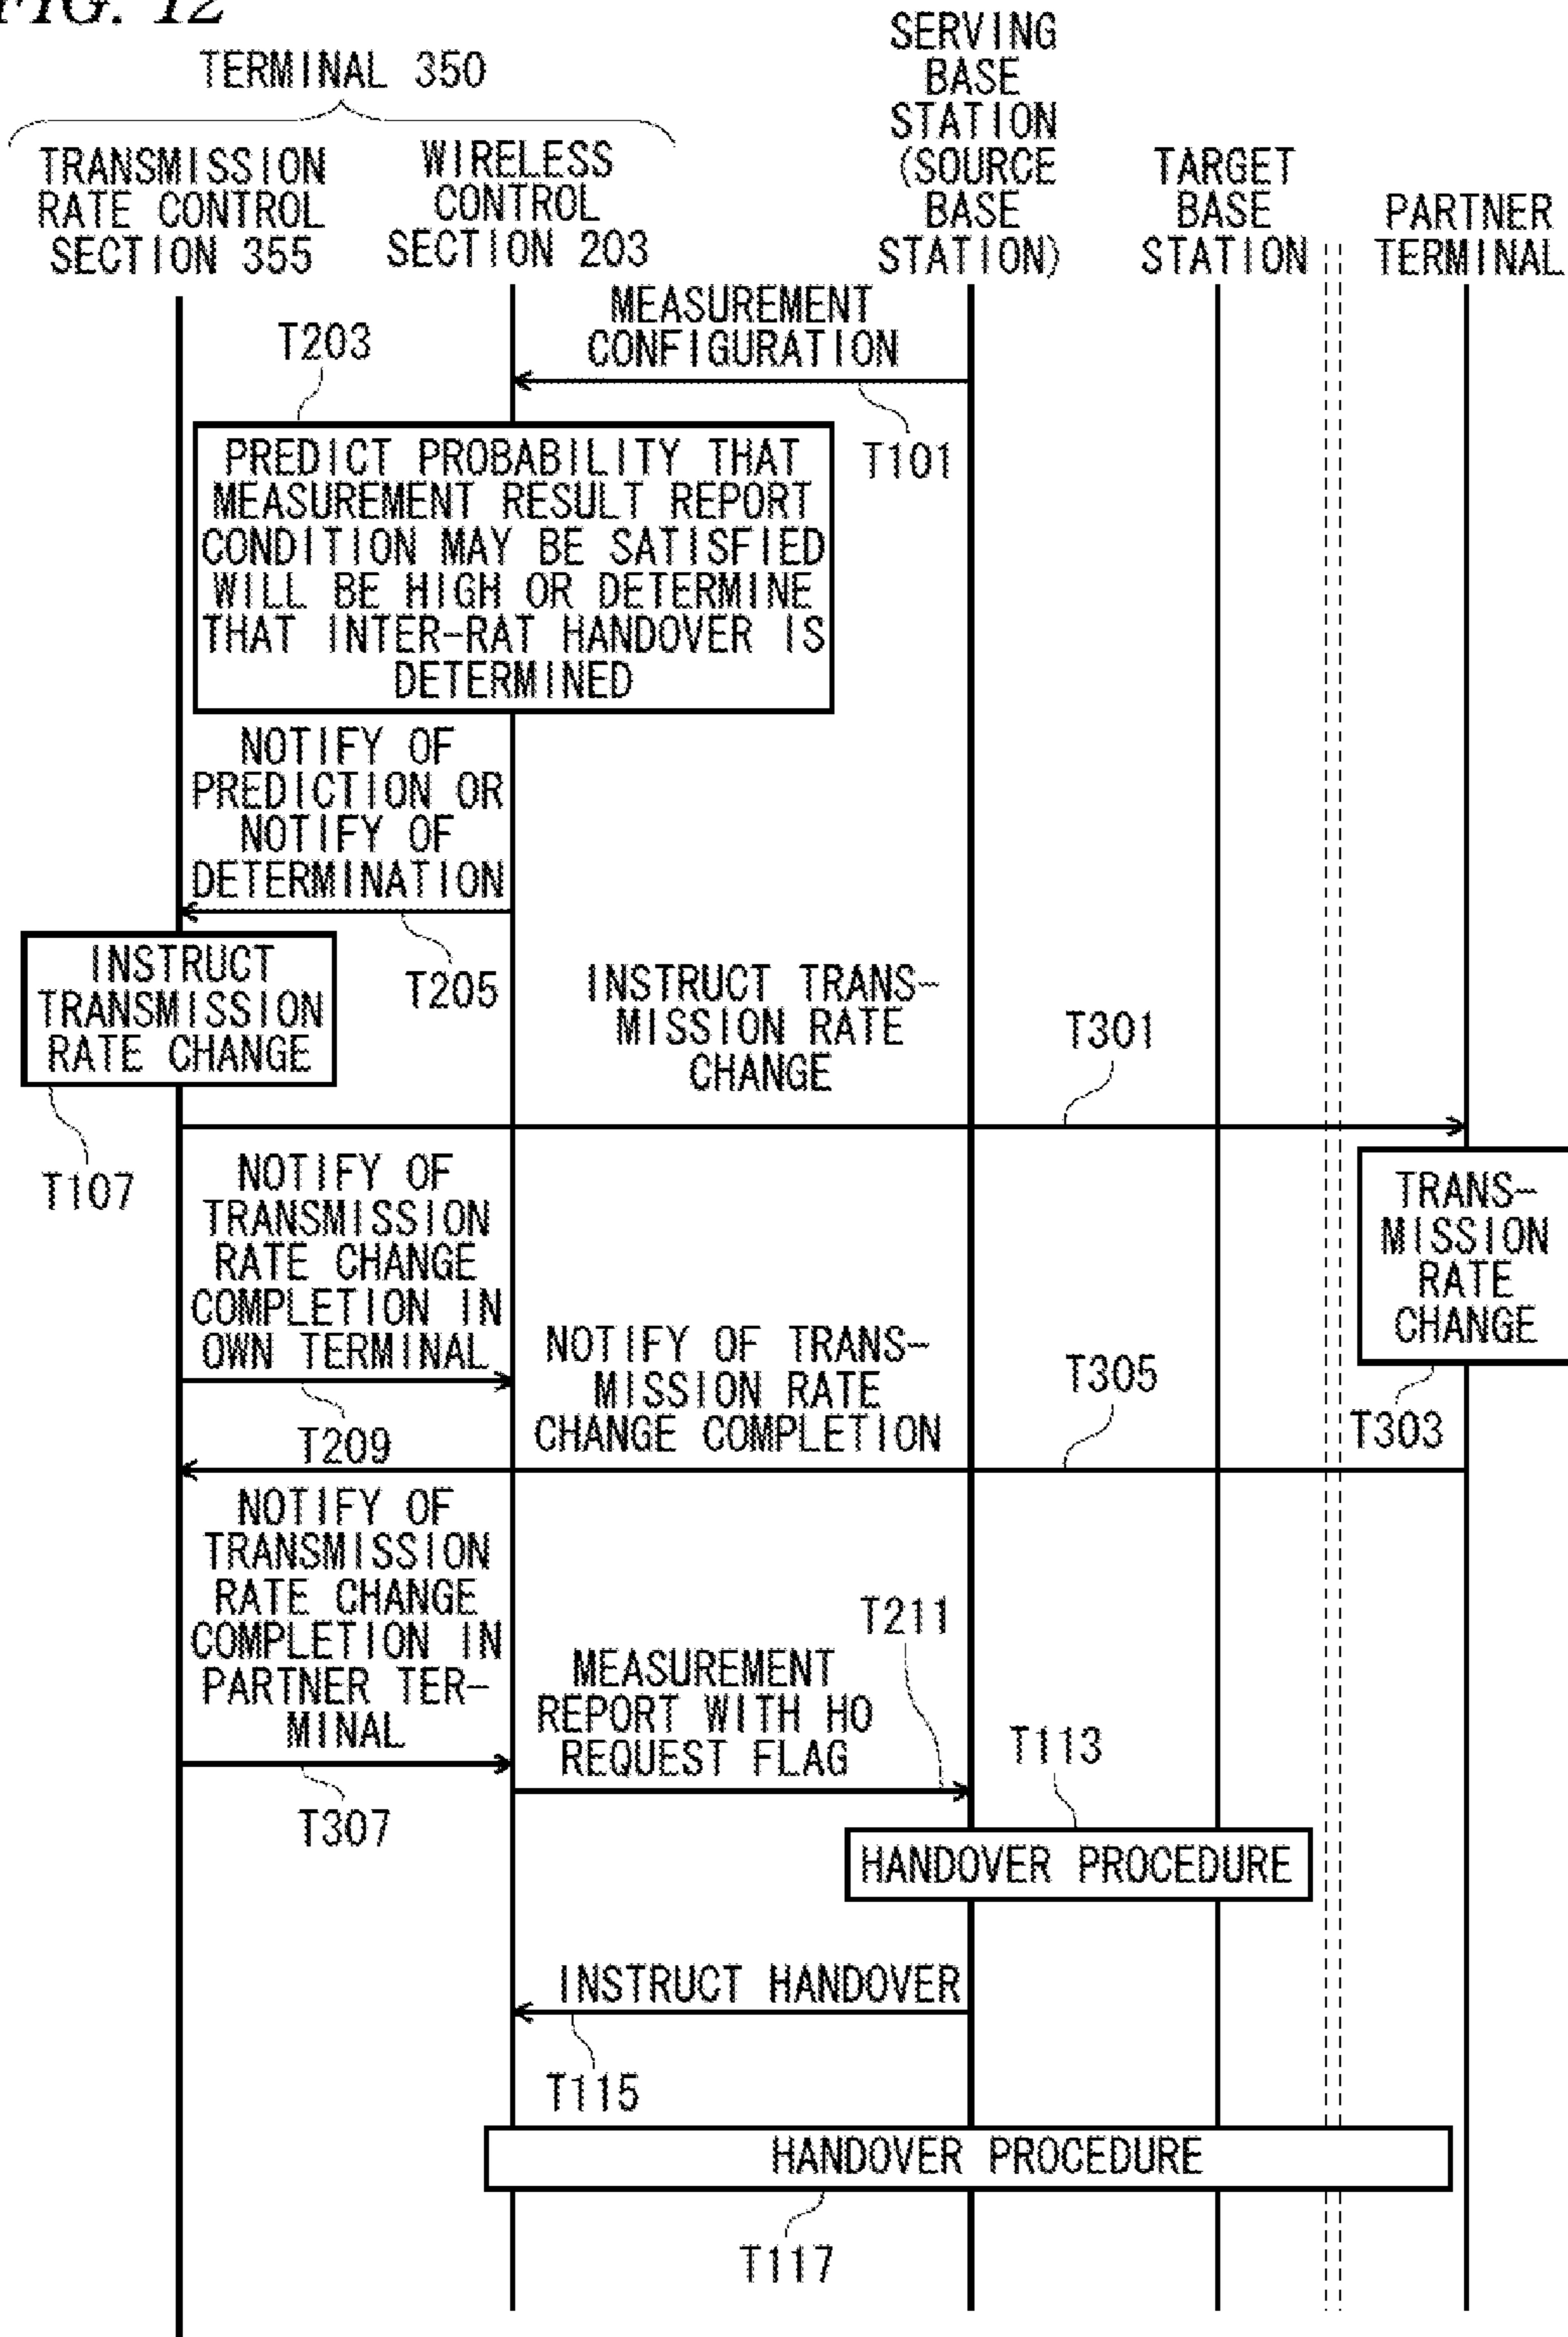 FIG. 12
TERMINAL 350
TRANSMISSION
RATE CONTROL
SECTION 355
WIRELESS
CONTROL
SECTION 203
SERVING
BASE
STATION
(SOURCE
BASE
STATION)
TARGET
BASE
STATION
PARTNER
TERMINAL
MEASUREMENT
CONFIGURATION
T101
T203
PREDICT PROBABILITY THAT
MEASUREMENT RESULT REPORT
CONDITION MAY BE SATISFIED
WILL BE HIGH OR DETERMINE
THAT INTER-RAT HANDOVER IS
DETERMINED
NOTIFY OF
PREDICTION OR
NOTIFY OF
DETERMINATION
T205
INSTRUCT
TRANSMISSION
RATE CHANGE
T107
INSTRUCT TRANS-
MISSION RATE
CHANGE
T301
TRANS-
MISSION
RATE
CHANGE
T303
NOTIFY OF
TRANSMISSION
RATE CHANGE
COMPLETION IN
OWN TERMINAL
T209
NOTIFY OF TRANS-
MISSION RATE
CHANGE COMPLETION
T305
NOTIFY OF
TRANSMISSION
RATE CHANGE
COMPLETION IN
PARTNER TER-
MINAL
T307
MEASUREMENT
REPORT WITH HO
REQUEST FLAG
T211
T113
HANDOVER PROCEDURE
INSTRUCT HANDOVER
T115
HANDOVER PROCEDURE
T117